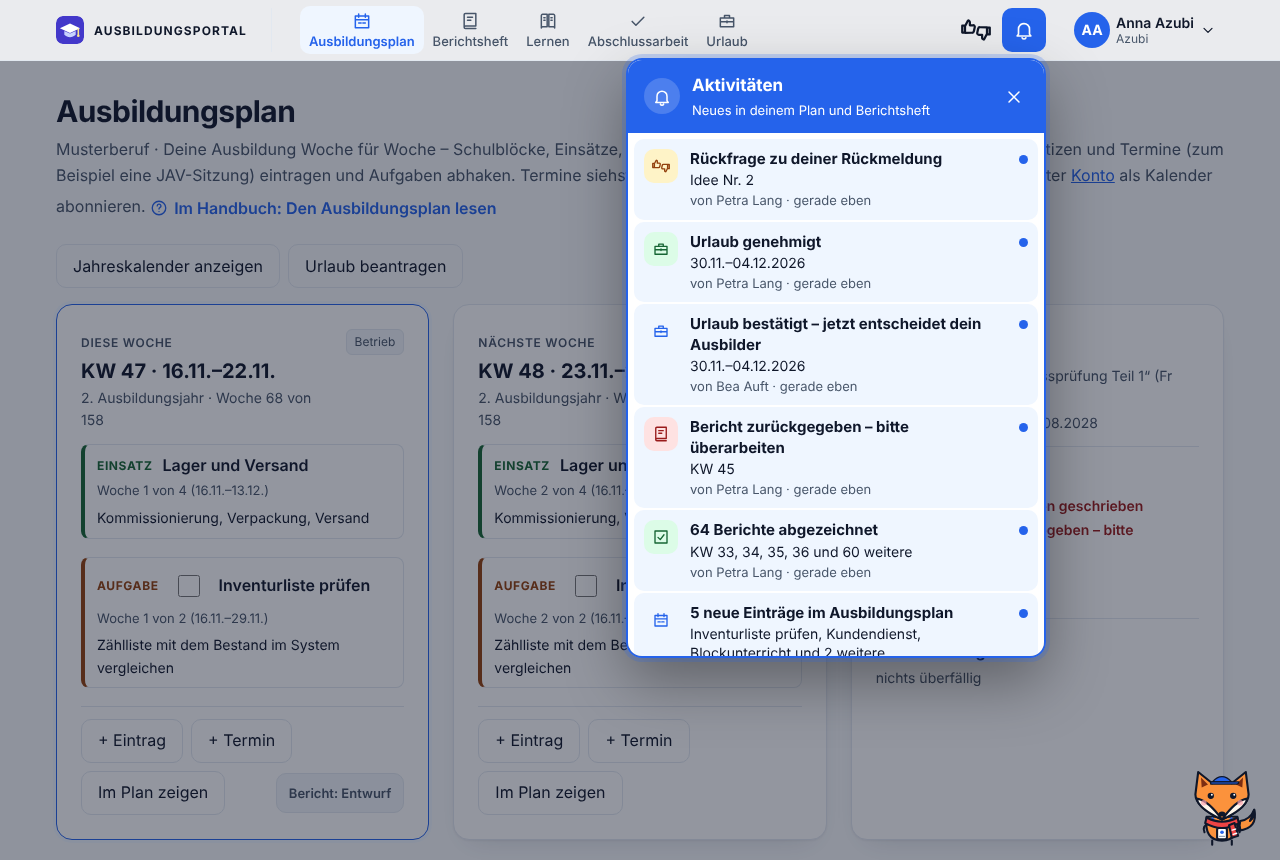 AUSBILDUNGSPORTAL
Ausbildungsplan
Berichtsheft
Lernen
Abschlussarbeit
Urlaub
AA
Anna Azubi
Azubi
Aktivitäten
Neues in deinem Plan und Berichtsheft
Rückfrage zu deiner Rückmeldung
Idee Nr. 2
von Petra Lang · gerade eben
Urlaub genehmigt
30.11.–04.12.2026
von Petra Lang · gerade eben
Urlaub bestätigt – jetzt entscheidet dein
Ausbilder
30.11.–04.12.2026
von Bea Auft · gerade eben
Bericht zurückgegeben – bitte
überarbeiten
KW 45
von Petra Lang · gerade eben
64 Berichte abgezeichnet
KW 33, 34, 35, 36 und 60 weitere
von Petra Lang · gerade eben
5 neue Einträge im Ausbildungsplan
Inventurliste prüfen, Kundendienst,
Blockunterricht und 2 weitere
Ausbildungsplan
Musterberuf · Deine Ausbildung Woche für Woche – Schulblöcke, Einsätze, tizen und Termine (zum
Beispiel eine JAV-Sitzung) eintragen und Aufgaben abhaken. Termine siehs ter Konto als Kalender
abonnieren. Im Handbuch: Den Ausbildungsplan lesen
Jahreskalender anzeigen
Urlaub beantragen
DIESE WOCHE
Betrieb
KW 47 · 16.11.–22.11.
2. Ausbildungsjahr · Woche 68 von
158
EINSATZ Lager und Versand
Woche 1 von 4 (16.11.–13.12.)
Kommissionierung, Verpackung, Versand
AUFGABE Inventurliste prüfen
Woche 1 von 2 (16.11.–29.11.)
Zählliste mit dem Bestand im System
vergleichen
+ Eintrag
+ Termin
Im Plan zeigen
Bericht: Entwurf
NÄCHSTE WOCHE
KW 48 · 23.11.–
2. Ausbildungsjahr · W
158
EINSATZ Lager un
Woche 2 von 4 (16.11.
Kommissionierung,
AUFGABE In
Woche 2 von 2 (16.11.
Zählliste mit dem Be
vergleichen
+ Eintrag
+ Termin
Im Plan zeigen
ssprüfung Teil 1“ (Fr
08.2028
n geschrieben
geben – bitte
nichts überfällig